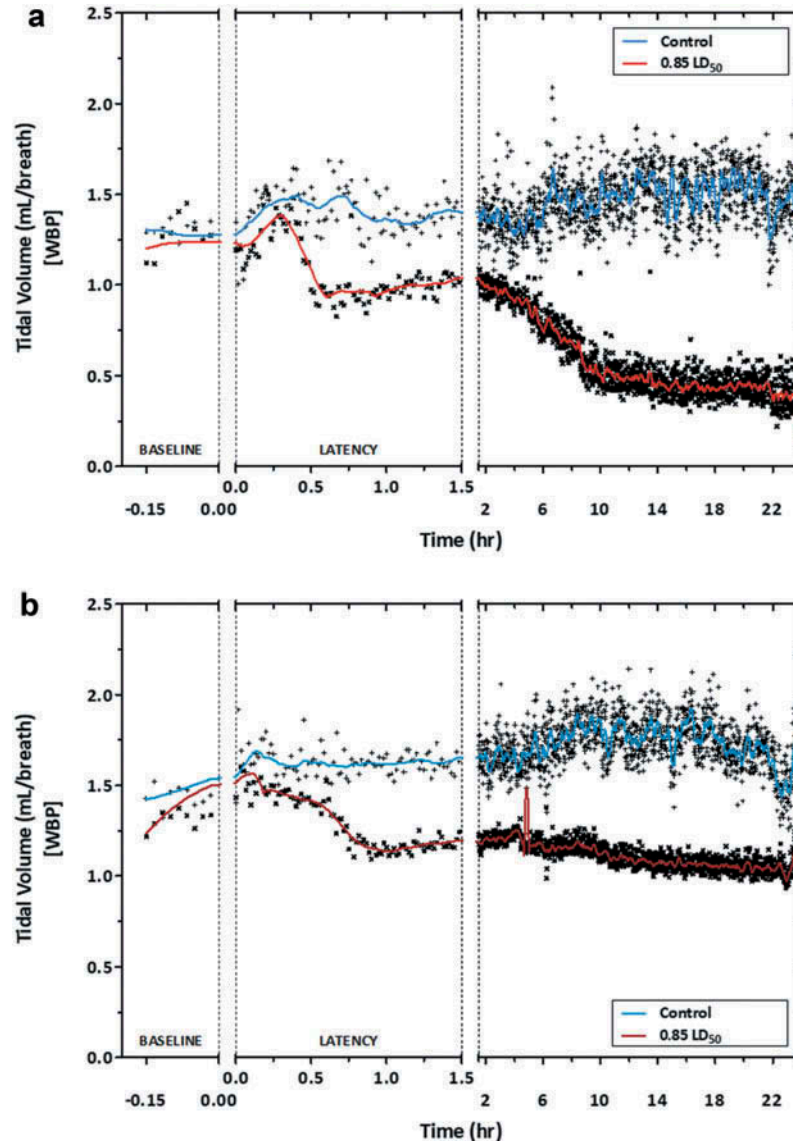 a
Control
0.85 LD₅₀
Tidal Volume (mL/breath)
[WBP]
2.5
2.0
1.5
1.0
0.5
0.0
BASELINE
LATENCY
-0.15 0.00
0.0 0.5 1.0 1.5
2 6 10 14 18 22
Time (hr)
b
Tidal Volume (mL/breath)
[WBP]
2.5
2.0
1.5
1.0
0.5
0.0
Control
0.85 LD₅₀
BASELINE
LATENCY
-0.15 0.00
0.0 0.5 1.0 1.5
2 6 10 14 18 22
Time (hr)